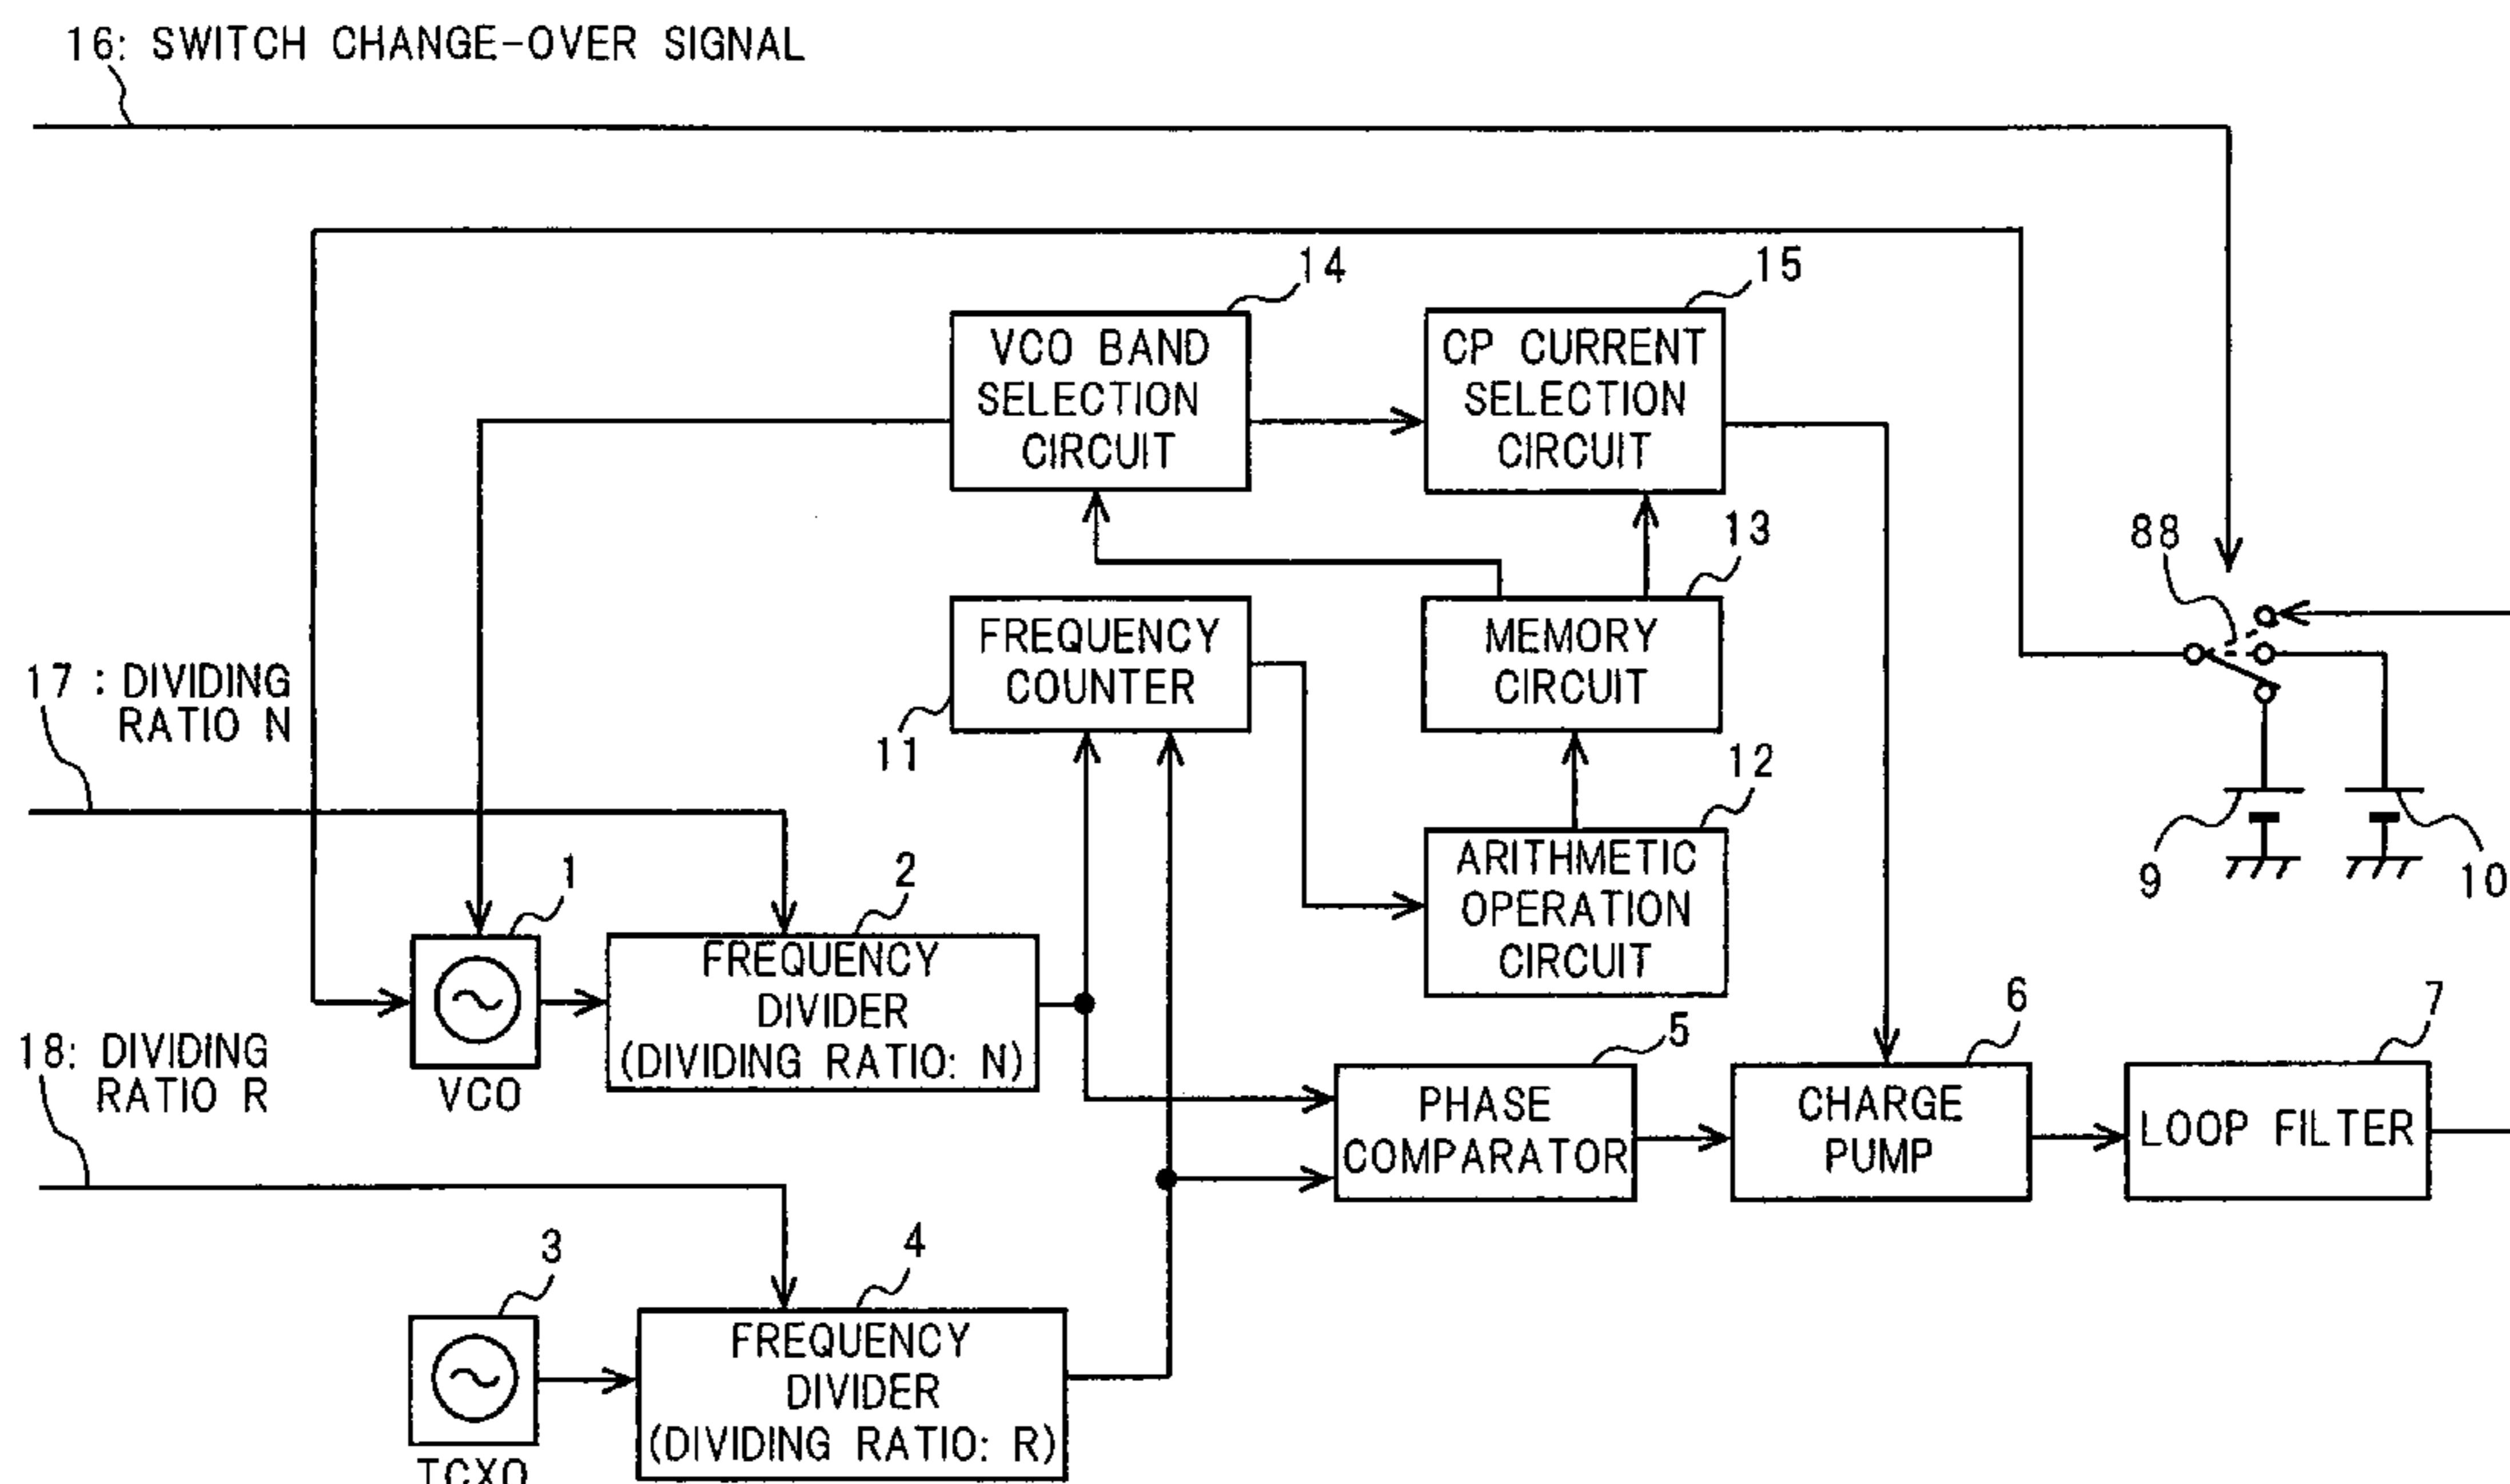 16: SWITCH CHANGE-OVER SIGNAL
14
15
VCO BAND
SELECTION
CIRCUIT
CP CURRENT
SELECTION
CIRCUIT
13
88
FREQUENCY
COUNTER
MEMORY
CIRCUIT
17 : DIVIDING
RATIO N
11
12
1
2
ARITHMETIC
OPERATION
CIRCUIT
9
10
FREQUENCY
DIVIDER
(DIVIDING RATIO: N)
VCO
18: DIVIDING
RATIO R
5
6
7
PHASE
COMPARATOR
CHARGE
PUMP
LOOP FILTER
3
4
FREQUENCY
DIVIDER
(DIVIDING RATIO: R)
TCXO